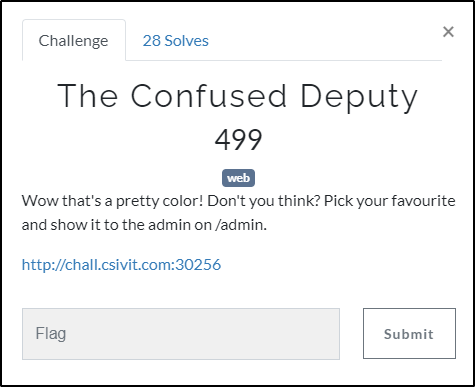 Challenge
28 Solves
×
The Confused Deputy
499
web
Wow that's a pretty color! Don't you think? Pick your favourite
and show it to the admin on /admin.
http://chall.csivit.com:30256
Flag
Submit